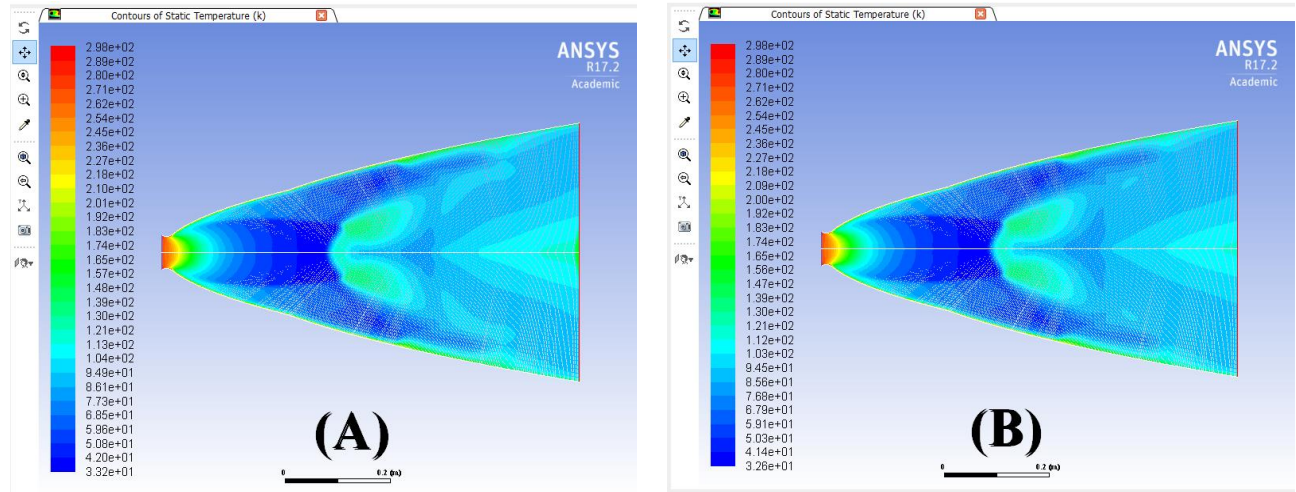 Contours of Static Temperature (k)
2.98e+02
2.89e+02
2.80e+02
2.71e+02
2.62e+02
2.54e+02
2.45e+02
2.36e+02
2.27e+02
2.18e+02
2.10e+02
2.01e+02
1.92e+02
1.83e+02
1.74e+02
1.65e+02
1.57e+02
1.48e+02
1.39e+02
1.30e+02
1.21e+02
1.13e+02
1.04e+02
9.49e+01
8.61e+01
7.73e+01
6.85e+01
5.96e+01
5.08e+01
4.20e+01
3.32e+01
ANSYS
R17.2
Academic
(A)
0
0.2 (m)
Contours of Static Temperature (k)
2.98e+02
2.89e+02
2.80e+02
2.71e+02
2.62e+02
2.54e+02
2.45e+02
2.36e+02
2.27e+02
2.18e+02
2.09e+02
2.00e+02
1.92e+02
1.83e+02
1.74e+02
1.65e+02
1.56e+02
1.47e+02
1.39e+02
1.30e+02
1.21e+02
1.12e+02
1.03e+02
9.45e+01
8.56e+01
7.68e+01
6.79e+01
5.91e+01
5.03e+01
4.14e+01
3.26e+01
ANSYS
R17.2
Academic
(B)
0
0.2 (m)